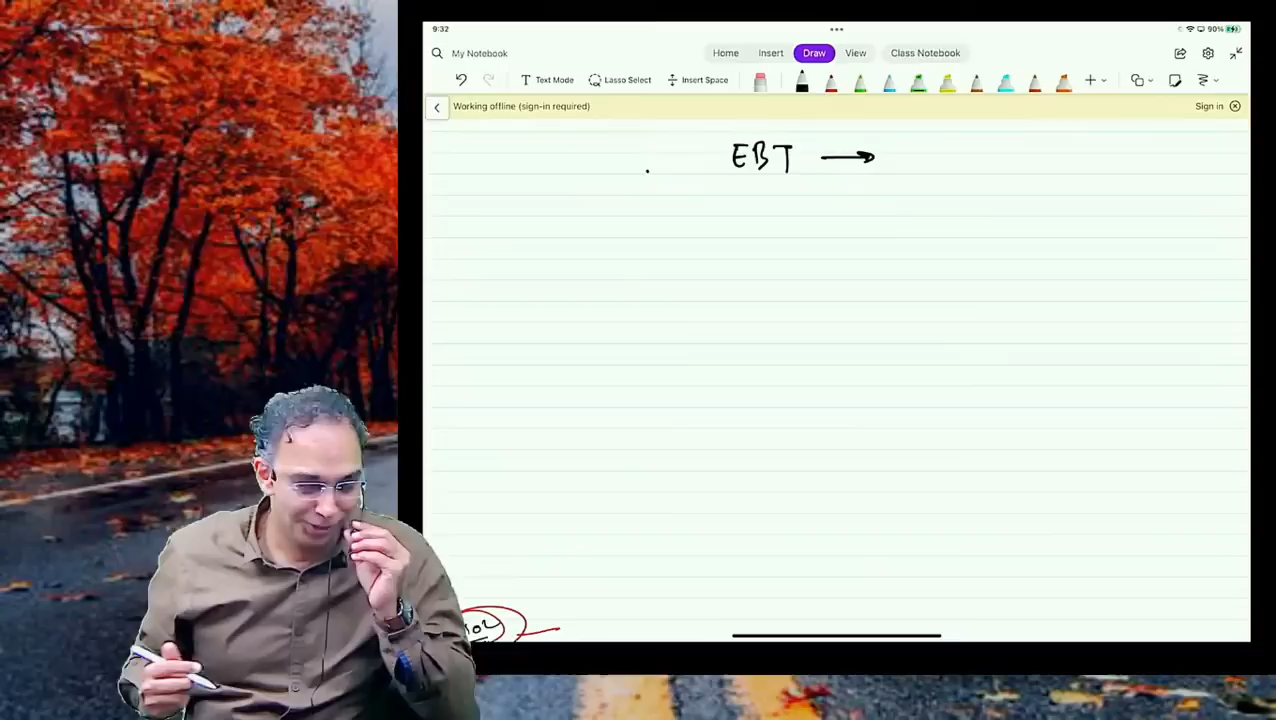 9:32
90%
My Notebook
Home Insert Draw View Class Notebook
Text Mode Lasso Select Insert Space
Working offline (sign-in required) Sign in
EBT →